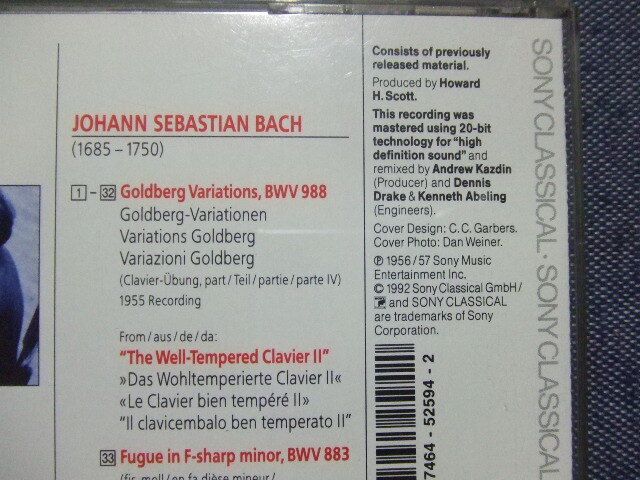 JOHANN SEBASTIAN BACH
(1685 – 1750)
1 – 32 Goldberg Variations, BWV 988
Goldberg-Variationen
Variations Goldberg
Variazioni Goldberg
(Clavier-Übung, part / Teil / partie / parte IV)
1955 Recording
From / aus / de / da:
"The Well-Tempered Clavier II"
»Das Wohltemperierte Clavier II«
«Le Clavier bien tempéré II»
"Il clavicembalo ben temperato II"
33 Fugue in F-sharp minor, BWV 883
(fis-moll / en fa dièse mineur /
Consists of previously
released material.
Produced by Howard
H. Scott.
This recording was
mastered using 20-bit
technology for "high
definition sound" and
remixed by Andrew Kazdin
(Producer) and Dennis
Drake & Kenneth Abeling
(Engineers).
Cover Design: C. C. Garbers.
Cover Photo: Dan Weiner.
℗ 1956 / 57 Sony Music
Entertainment Inc.
© 1992 Sony Classical GmbH /
and SONY CLASSICAL
are trademarks of Sony
Corporation.
7464 - 52594 - 2
SONY CLASSICAL · SONY CLASSICAL